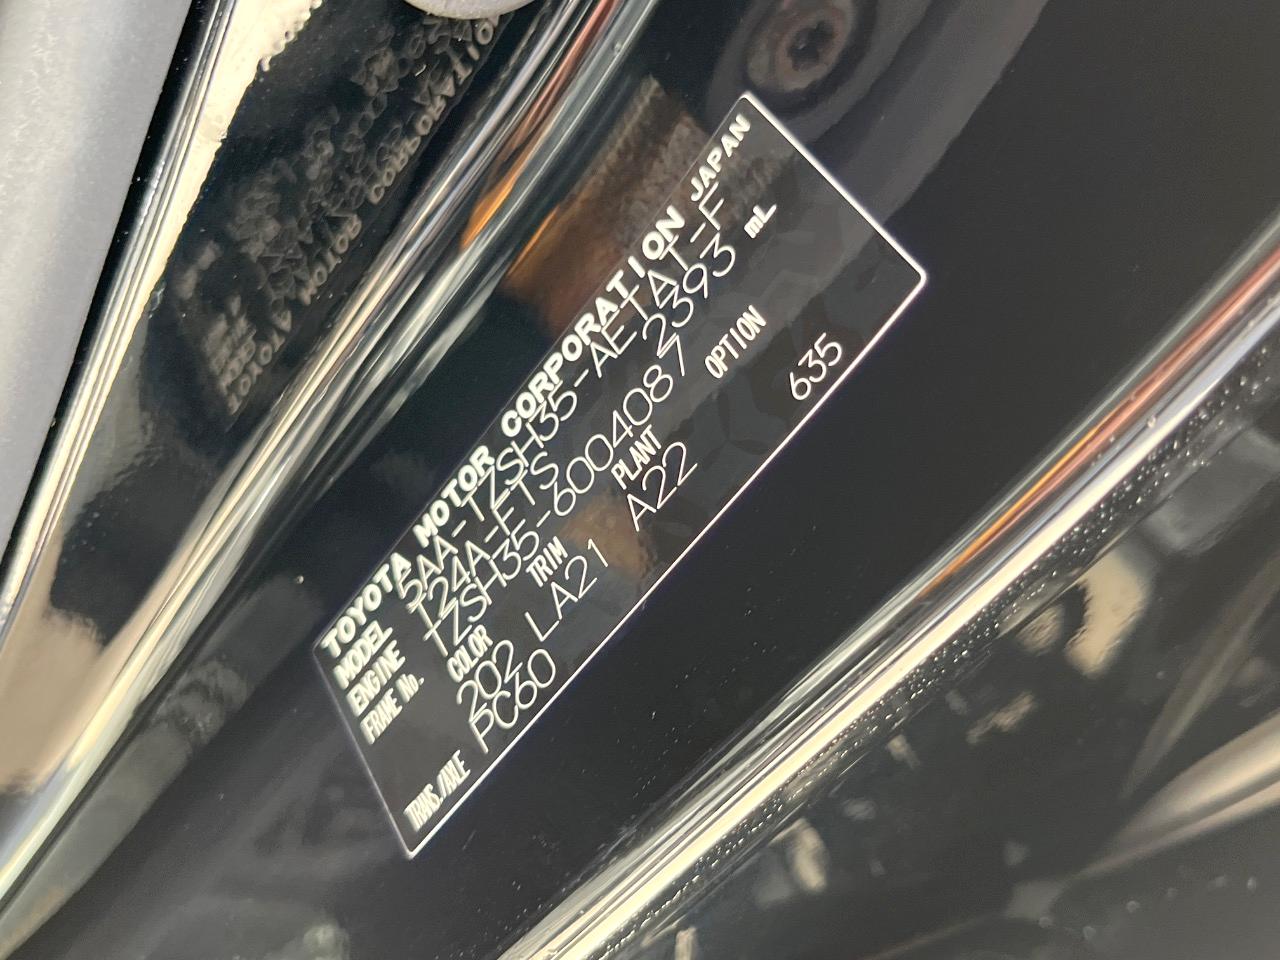 TOYOTA MOTOR CORPORATION JAPAN
MODEL 5AA-TZSH35-AETAT-F
ENGINE T24A-FTS 2393 mL
FRAME No. TZSH35-6004087
COLOR TRIM PLANT OPTION
202 LA21 A22 635
TRANS./AXLE PC60